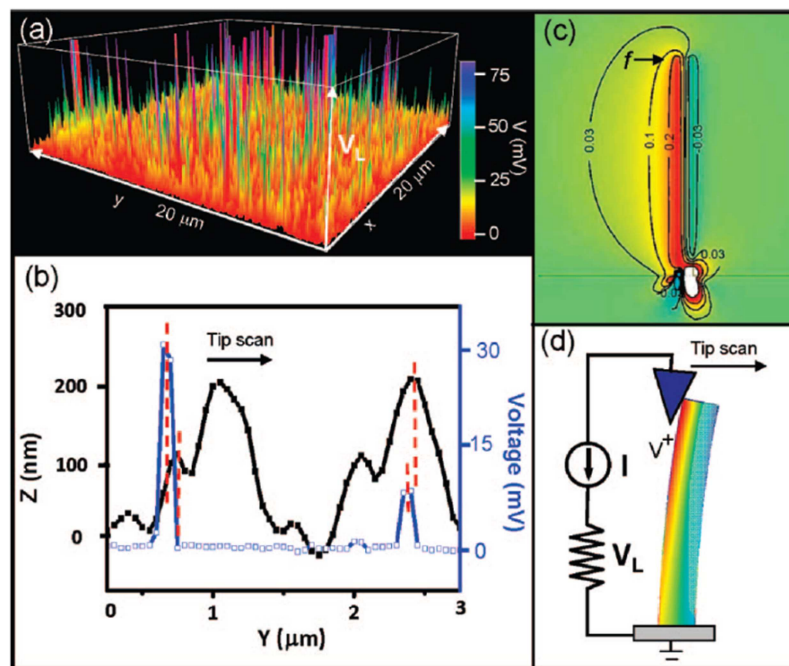 (a)
75
50
25
0
V (mV)
V_L
y 20 μm
x 20 μm
(b)
300
200
100
0
Z (nm)
Tip scan
30
15
0
Voltage (mV)
0 1 2 3
Y (μm)
(c)
f
0.03
0.1
0.2
-0.03
0.03
(d)
Tip scan
V+
I
V_L